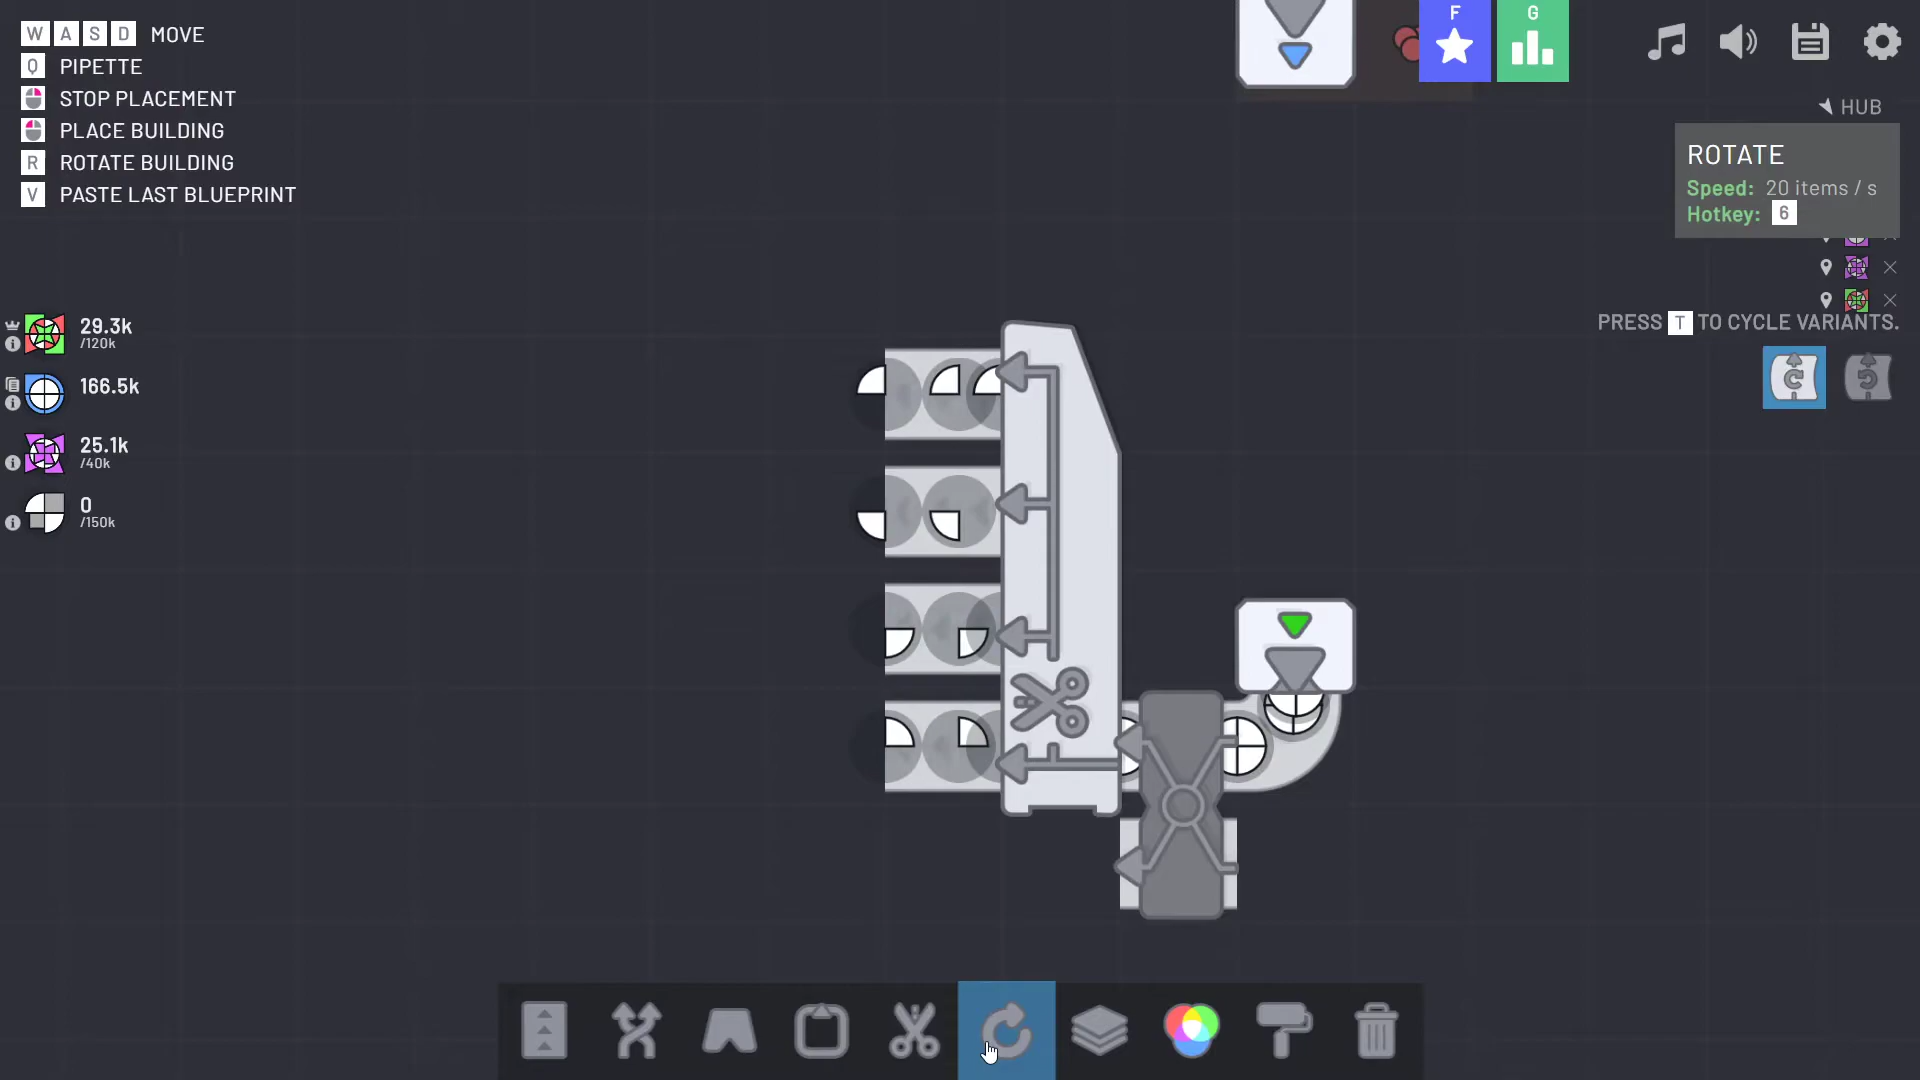 W A S D MOVE
Q PIPETTE
STOP PLACEMENT
PLACE BUILDING
R ROTATE BUILDING
V PASTE LAST BLUEPRINT
F G
HUB
ROTATE
Speed: 20 items / s
Hotkey: 6
PRESS T TO CYCLE VARIANTS.
29.3k
/120k
166.5k
25.1k
/40k
0
/150k